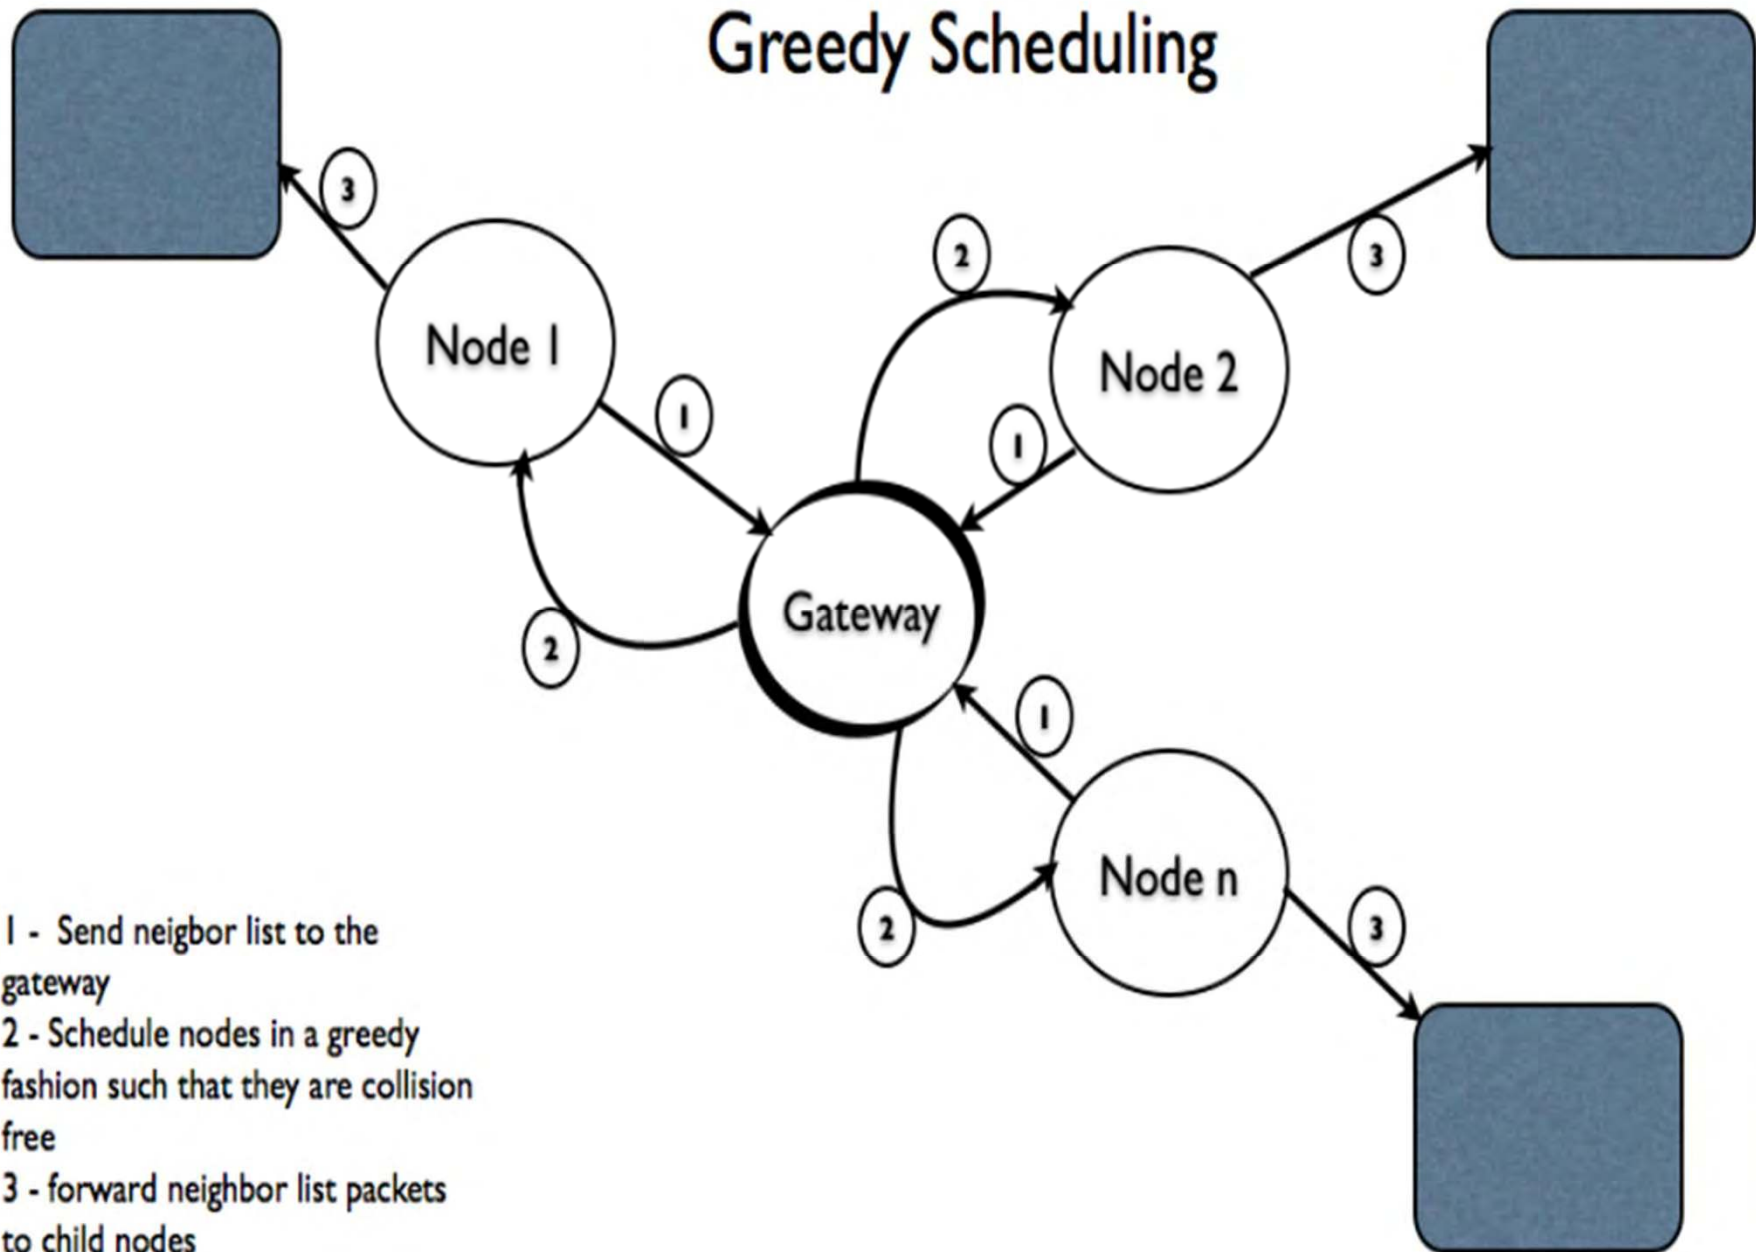 Greedy Scheduling
3
2
3
Node 1
Node 2
1
1
Gateway
2
1
Node n
2
3
1 - Send neigbor list to the
gateway
2 - Schedule nodes in a greedy
fashion such that they are collision
free
3 - forward neighbor list packets
to child nodes